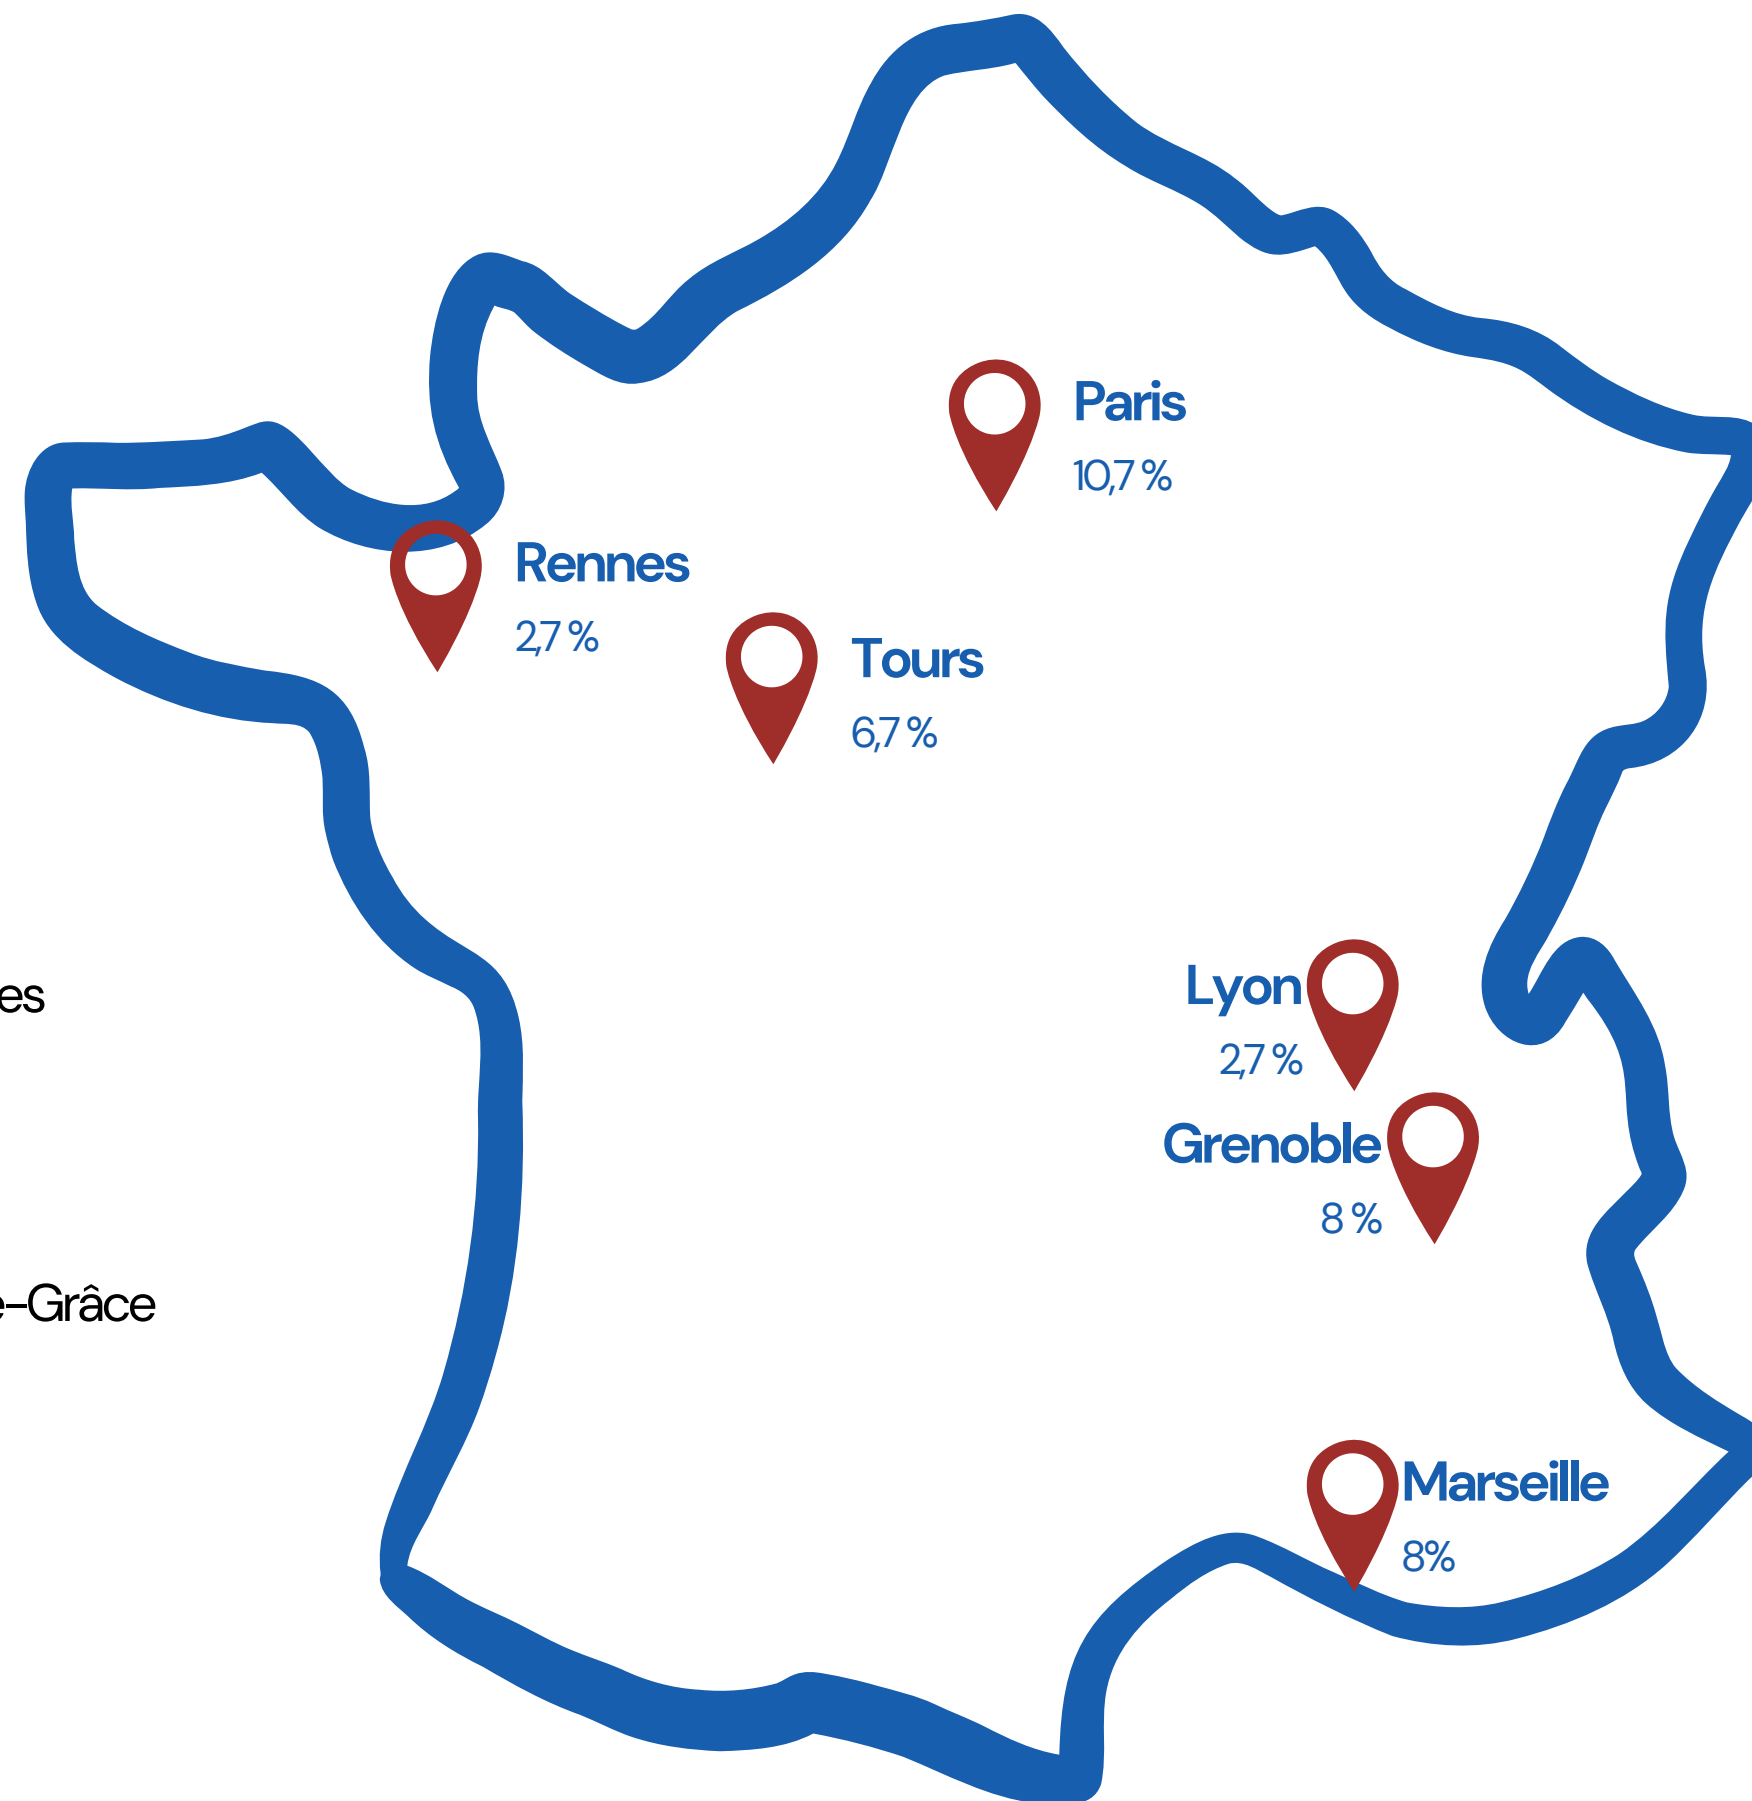 Paris
10,7 %
Rennes
2,7 %
Tours
6,7 %
Lyon
2,7 %
es
Grenoble
8 %
e-Grâce
Marseille
8%